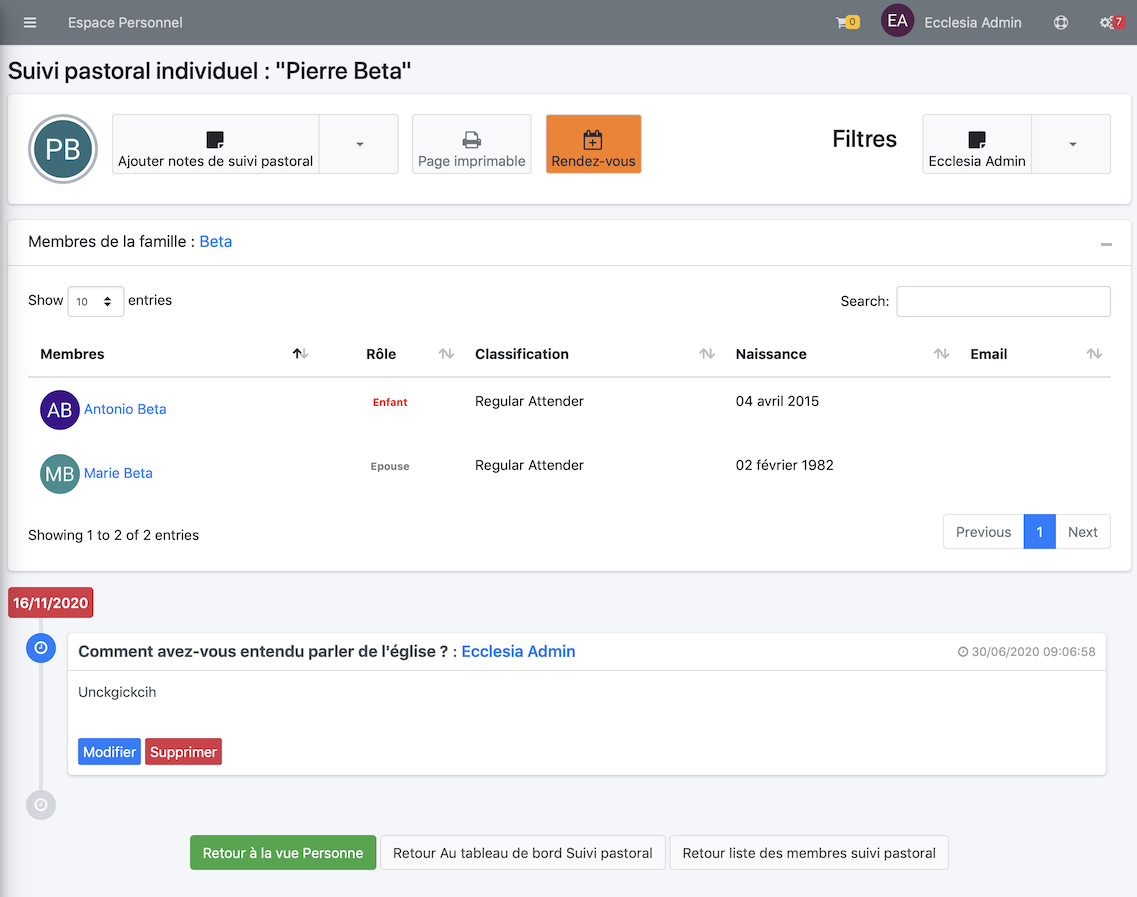 Espace Personnel
0
EA
Ecclesia Admin
7
Suivi pastoral individuel : "Pierre Beta"
PB
Ajouter notes de suivi pastoral
Page imprimable
Rendez-vous
Filtres
Ecclesia Admin
Membres de la famille : Beta
Show 10 entries
Search:
Membres Rôle Classification Naissance Email
AB Antonio Beta Enfant Regular Attender 04 avril 2015
MB Marie Beta Epouse Regular Attender 02 février 1982
Showing 1 to 2 of 2 entries
Previous 1 Next
16/11/2020
Comment avez-vous entendu parler de l'église ? : Ecclesia Admin
30/06/2020 09:06:58
Unckgickcih
Modifier Supprimer
Retour à la vue Personne
Retour Au tableau de bord Suivi pastoral
Retour liste des membres suivi pastoral